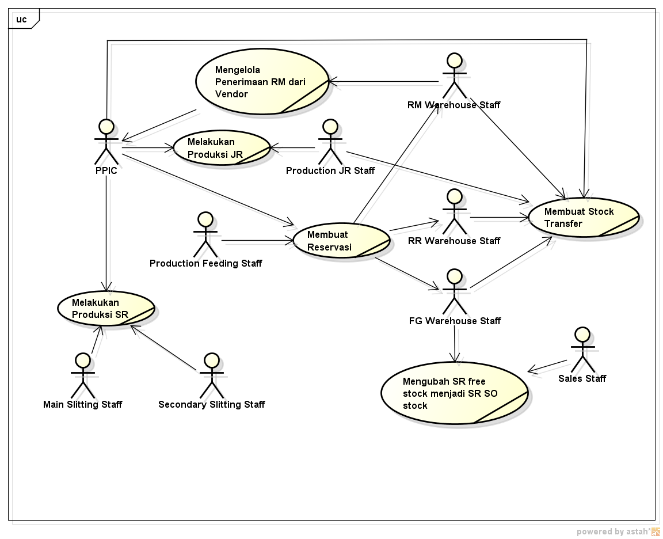 uc
Mengelola
Penerimaan RM dari
Vendor
RM Warehouse Staff
Melakukan
Produksi JR
PPIC
Production JR Staff
Membuat Stock
Transfer
Membuat
Reservasi
RR Warehouse Staff
Production Feeding Staff
Melakukan
Produksi SR
FG Warehouse Staff
Mengubah SR free
stock menjadi SR SO
stock
Sales Staff
Main Slitting Staff
Secondary Slitting Staff
powered by astah*